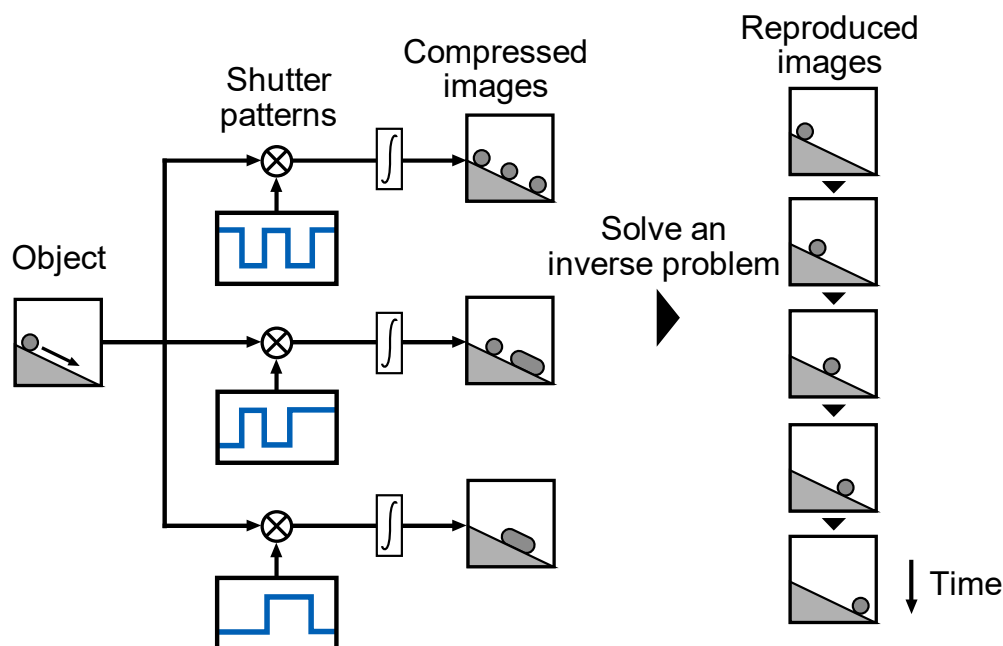 Object
Shutter
patterns
∫
∫
∫
Compressed
images
Solve an
inverse problem
Reproduced
images
Time